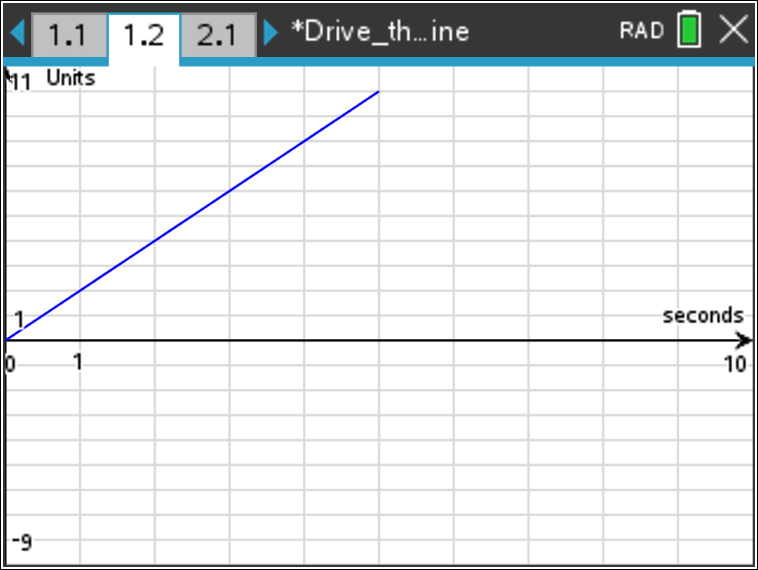 1.1 1.2 2.1 *Drive_th...ine RAD
11 Units
1
seconds
0 1 10
-9